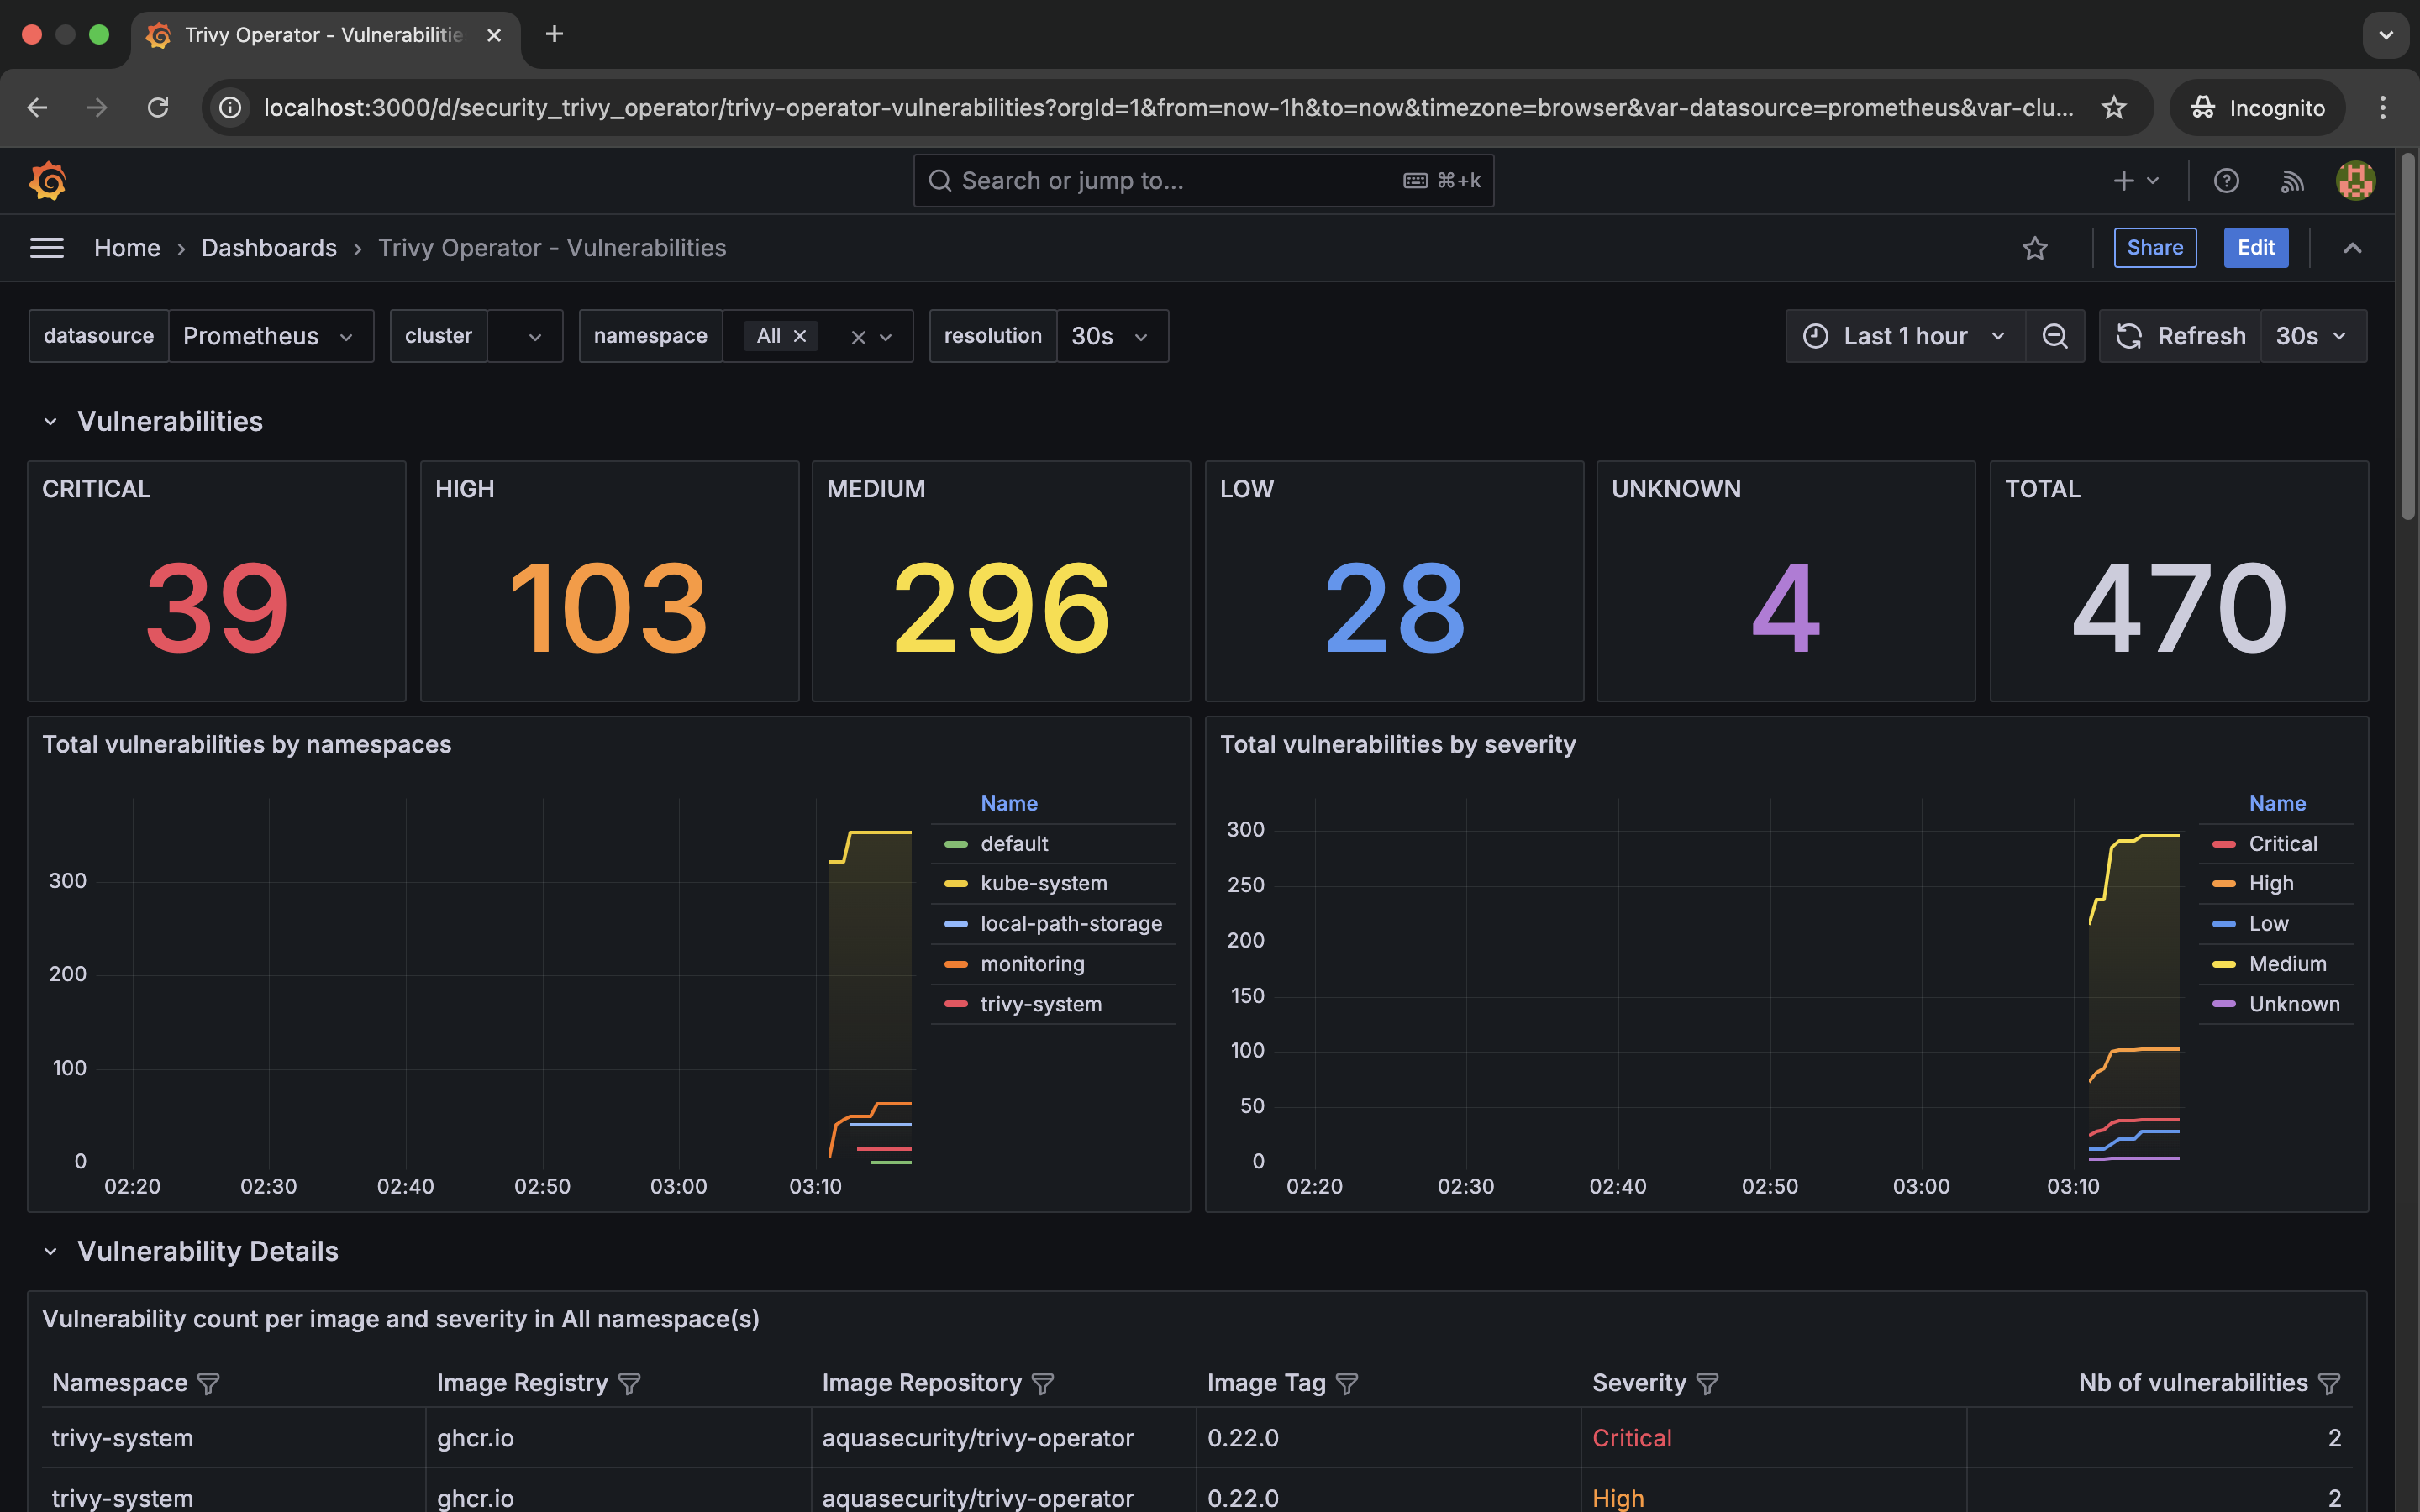 Trivy Operator - Vulnerabilitie
localhost:3000/d/security_trivy_operator/trivy-operator-vulnerabilities?orgId=1&from=now-1h&to=now&timezone=browser&var-datasource=prometheus&var-clu...
Incognito
Search or jump to...
⌘+k
Home › Dashboards › Trivy Operator - Vulnerabilities
Share
Edit
datasource Prometheus
cluster
namespace All
resolution 30s
Last 1 hour
Refresh 30s
Vulnerabilities
CRITICAL
39
HIGH
103
MEDIUM
296
LOW
28
UNKNOWN
4
TOTAL
470
Total vulnerabilities by namespaces
300
200
100
0
02:20 02:30 02:40 02:50 03:00 03:10
Name
default
kube-system
local-path-storage
monitoring
trivy-system
Total vulnerabilities by severity
300
250
200
150
100
50
0
02:20 02:30 02:40 02:50 03:00 03:10
Name
Critical
High
Low
Medium
Unknown
Vulnerability Details
Vulnerability count per image and severity in All namespace(s)
Namespace Image Registry Image Repository Image Tag Severity Nb of vulnerabilities
trivy-system ghcr.io aquasecurity/trivy-operator 0.22.0 Critical 2
trivy-system ghcr.io aquasecurity/trivy-operator 0.22.0 High 2